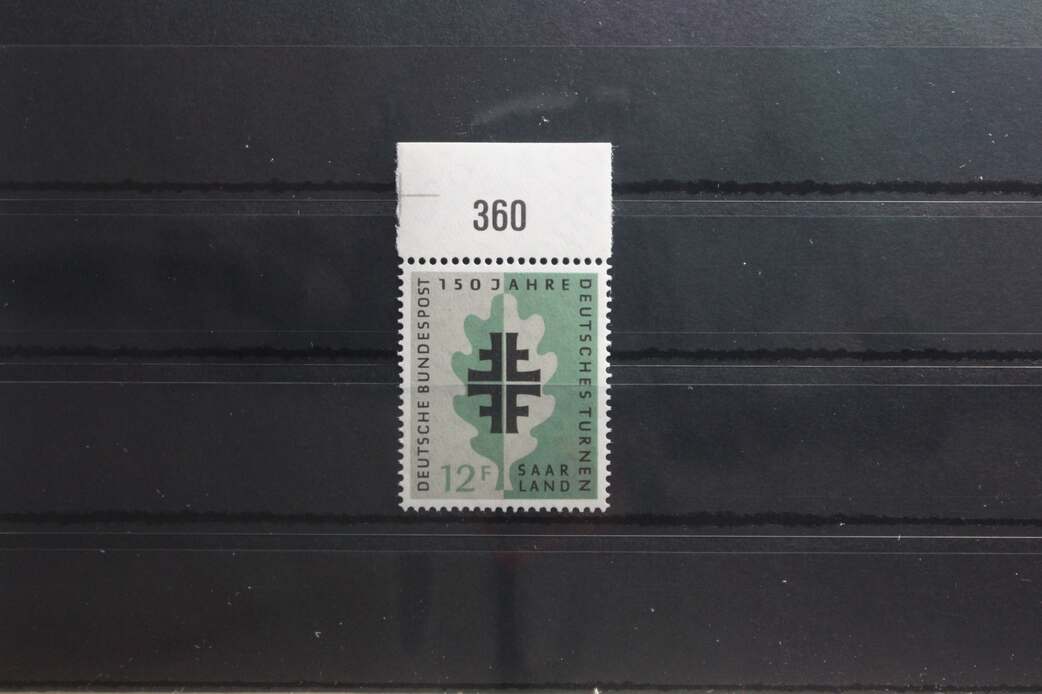 360
150 JAHRE
DEUTSCHE BUNDESPOST
DEUTSCHES TURNEN
12F
SAAR
LAND